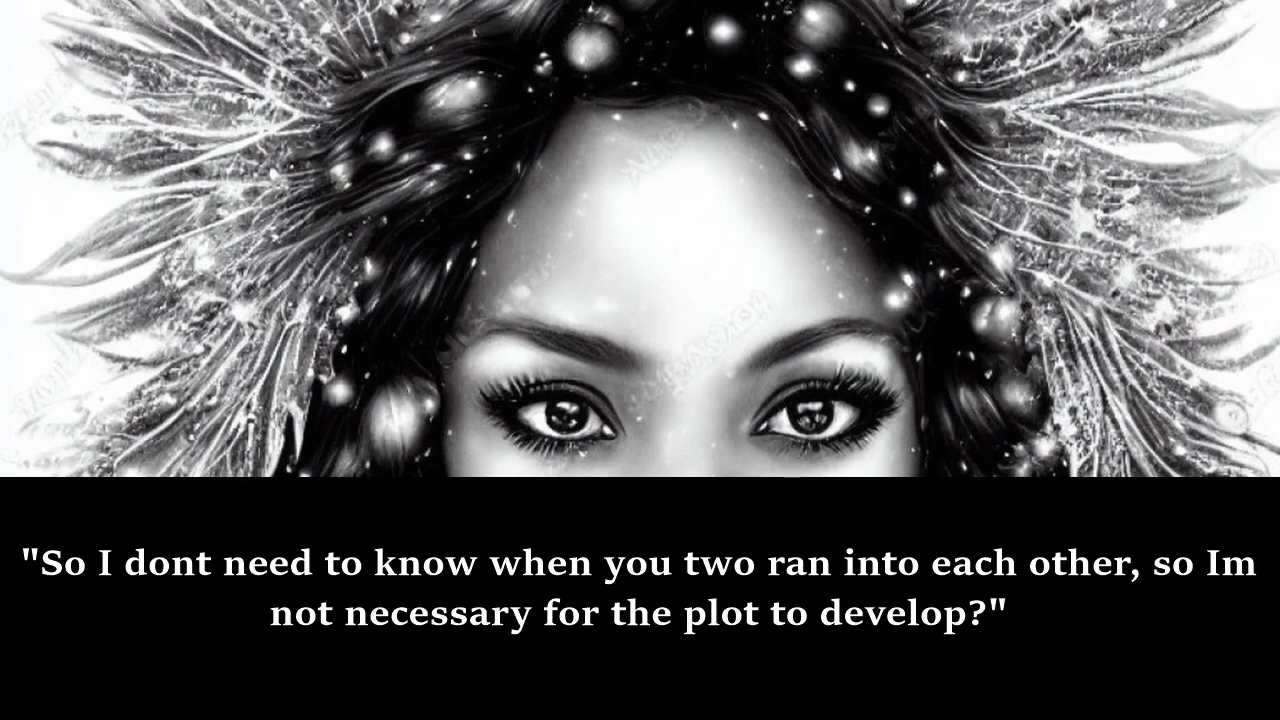 "So I dont need to know when you two ran into each other, so Im
not necessary for the plot to develop?"